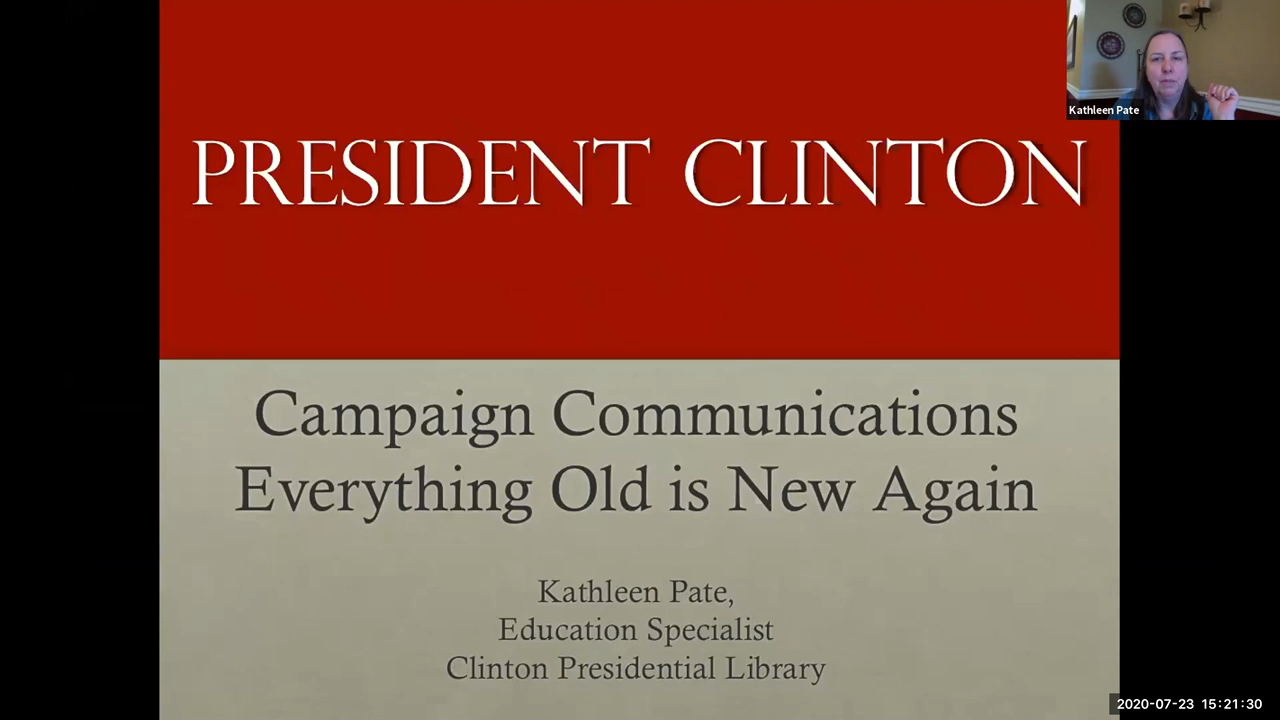 PRESIDENT CLINTON
Kathleen Pate
Campaign Communications
Everything Old is New Again
Kathleen Pate,
Education Specialist
Clinton Presidential Library
2020-07-23 15:21:30